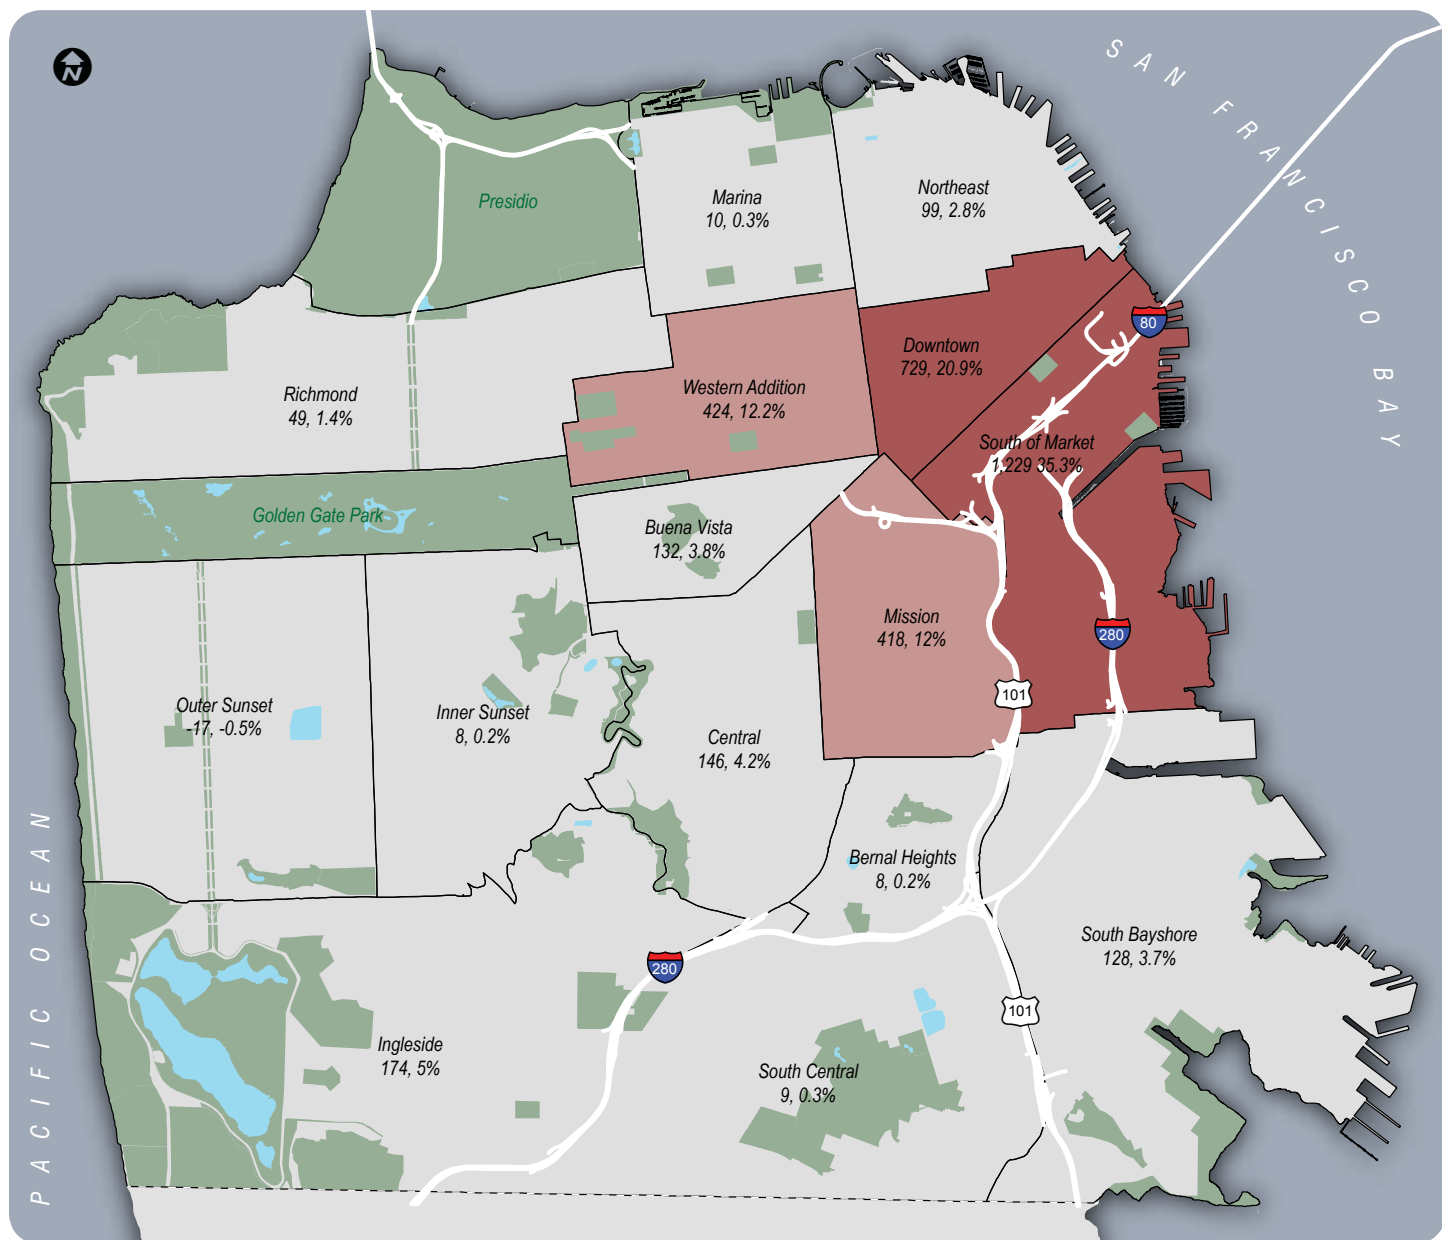 N
SAN FRANCISCO BAY
Presidio
Marina
10, 0.3%
Northeast
99, 2.8%
80
Downtown
729, 20.9%
Richmond
49, 1.4%
Western Addition
424, 12.2%
South of Market
1,229 35.3%
Golden Gate Park
Buena Vista
132, 3.8%
Mission
418, 12%
280
101
Outer Sunset
-17, -0.5%
Inner Sunset
8, 0.2%
Central
146, 4.2%
Bernal Heights
8, 0.2%
PACIFIC OCEAN
South Bayshore
128, 3.7%
280
101
Ingleside
174, 5%
South Central
9, 0.3%